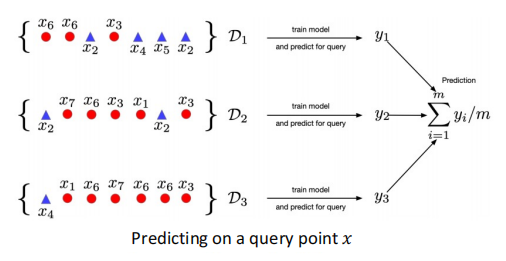 { x₆ x₆ x₂ x₃ x₄ x₅ x₂ } 𝒟₁
train model
and predict for query
y₁
{ x₂ x₇ x₆ x₃ x₁ x₂ x₃ } 𝒟₂
train model
and predict for query
y₂
{ x₄ x₁ x₆ x₇ x₆ x₆ x₃ } 𝒟₃
train model
and predict for query
y₃
Prediction
m
∑ yᵢ/m
i=1
Predicting on a query point x